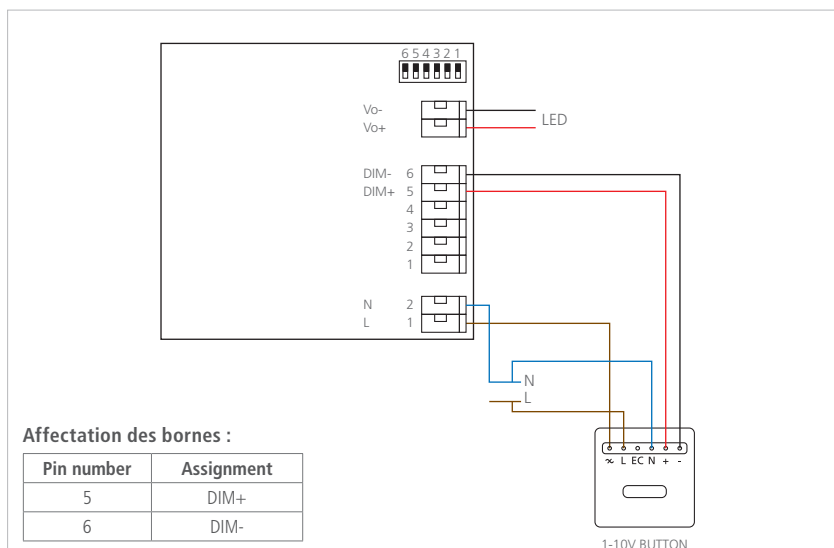 6 5 4 3 2 1
Vo-
Vo+
LED
DIM- 6
DIM+ 5
4
3
2
1
N 2
L 1
N
L
∿ L EC N + -
1-10V BUTTON
Affectation des bornes :
Pin number Assignment
5 DIM+
6 DIM-